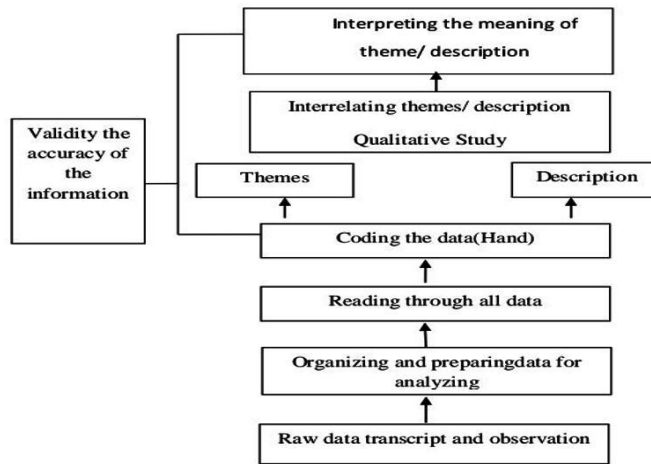 Interpreting the meaning of
theme/ description
Interrelating themes/ description
Qualitative Study
Validity the
accuracy of
the
information
Themes
Description
Coding the data(Hand)
Reading through all data
Organizing and preparingdata for
analyzing
Raw data transcript and observation